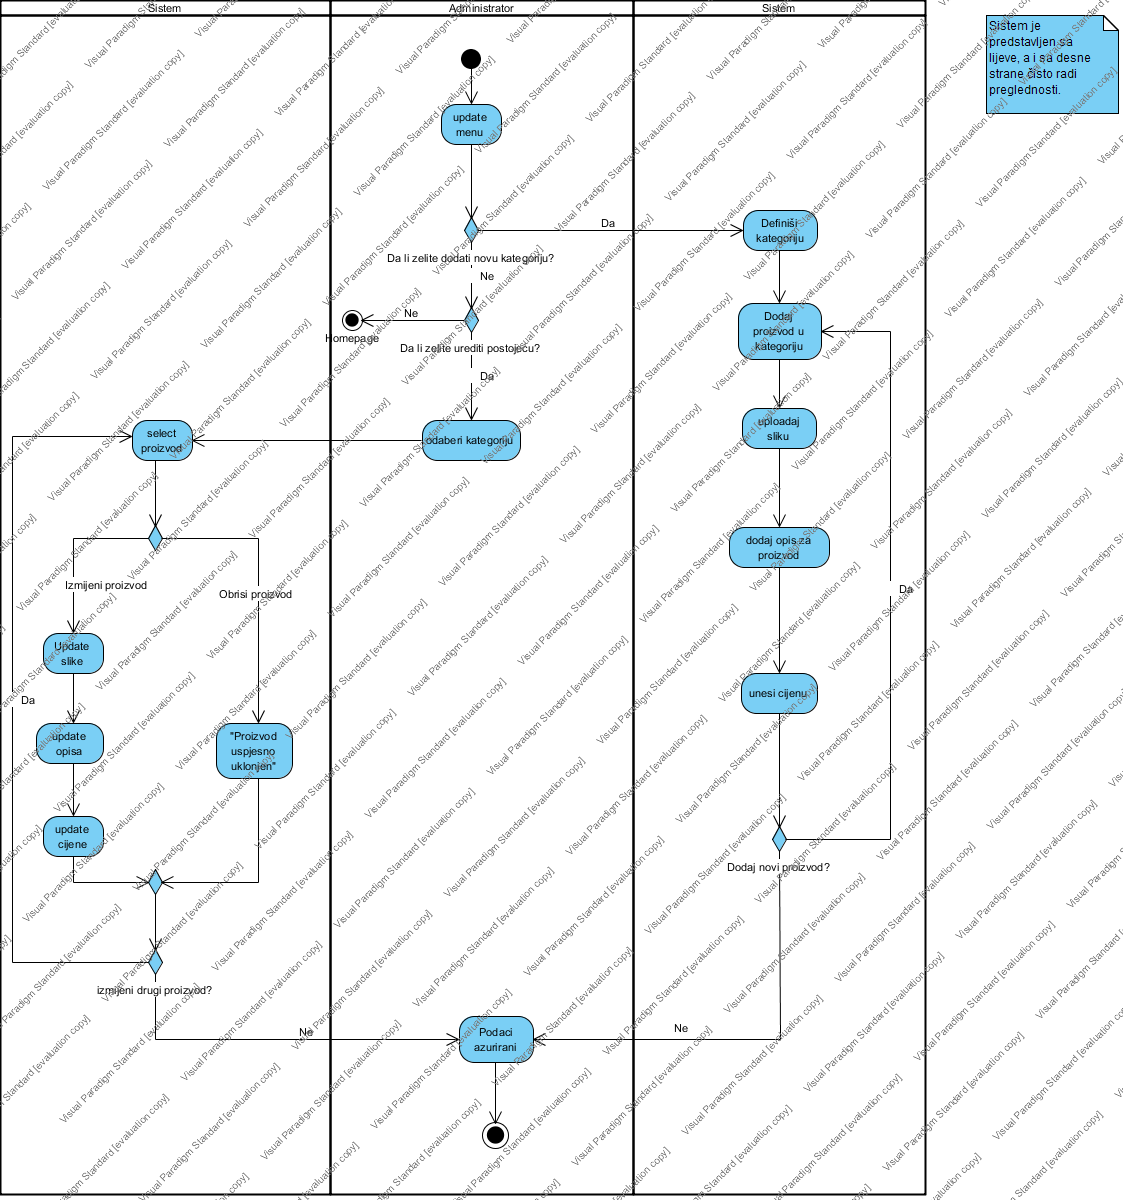 Sistem
Administrator
Sistem
Sistem je
predstavljen sa
lijeve, a i sa desne
strane cisto radi
preglednosti.
update
menu
Da
Definisi
kategoriju
Da li zelite dodati novu kategoriju?
Ne
Ne
Homepage
Da li zelite urediti postojecu?
Da
Dodaj
proizvod u
kategoriju
select
proizvod
odaberi kategoriju
uploadaj
sliku
dodaj opis za
proizvod
Izmijeni proizvod
Obrisi proizvod
Da
Update
slike
Da
unesi cijenu
update
opisa
"Proizvod
uspjesno
uklonjen"
update
cijene
Dodaj novi proizvod?
izmijeni drugi proizvod?
Ne
Podaci
azurirani
Ne
Visual Paradigm Standard [evaluation copy]